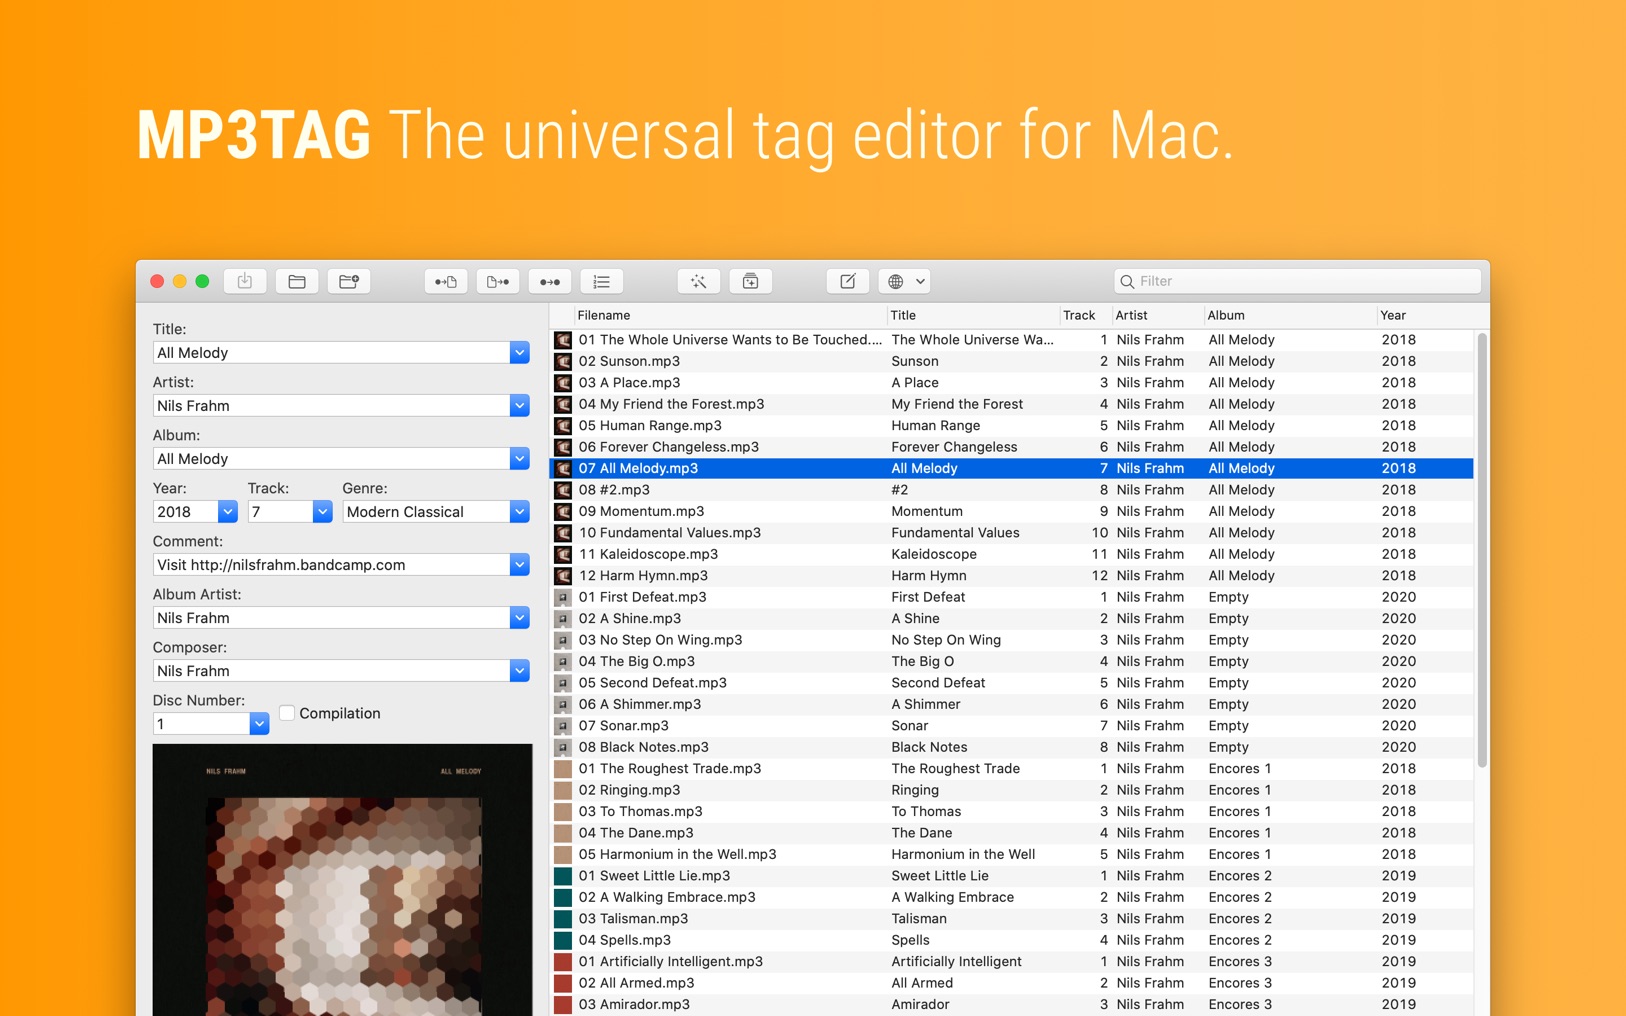 MP3TAG The universal tag editor for Mac.
Filter
Title:
All Melody
Artist:
Nils Frahm
Album:
All Melody
Year: Track: Genre:
2018 7 Modern Classical
Comment:
Visit http://nilsfrahm.bandcamp.com
Album Artist:
Nils Frahm
Composer:
Nils Frahm
Disc Number:
1 Compilation
NILS FRAHM ALL MELODY
Filename Title Track Artist Album Year
01 The Whole Universe Wants to Be Touched.... The Whole Universe Wa... 1 Nils Frahm All Melody 2018
02 Sunson.mp3 Sunson 2 Nils Frahm All Melody 2018
03 A Place.mp3 A Place 3 Nils Frahm All Melody 2018
04 My Friend the Forest.mp3 My Friend the Forest 4 Nils Frahm All Melody 2018
05 Human Range.mp3 Human Range 5 Nils Frahm All Melody 2018
06 Forever Changeless.mp3 Forever Changeless 6 Nils Frahm All Melody 2018
07 All Melody.mp3 All Melody 7 Nils Frahm All Melody 2018
08 #2.mp3 #2 8 Nils Frahm All Melody 2018
09 Momentum.mp3 Momentum 9 Nils Frahm All Melody 2018
10 Fundamental Values.mp3 Fundamental Values 10 Nils Frahm All Melody 2018
11 Kaleidoscope.mp3 Kaleidoscope 11 Nils Frahm All Melody 2018
12 Harm Hymn.mp3 Harm Hymn 12 Nils Frahm All Melody 2018
01 First Defeat.mp3 First Defeat 1 Nils Frahm Empty 2020
02 A Shine.mp3 A Shine 2 Nils Frahm Empty 2020
03 No Step On Wing.mp3 No Step On Wing 3 Nils Frahm Empty 2020
04 The Big O.mp3 The Big O 4 Nils Frahm Empty 2020
05 Second Defeat.mp3 Second Defeat 5 Nils Frahm Empty 2020
06 A Shimmer.mp3 A Shimmer 6 Nils Frahm Empty 2020
07 Sonar.mp3 Sonar 7 Nils Frahm Empty 2020
08 Black Notes.mp3 Black Notes 8 Nils Frahm Empty 2020
01 The Roughest Trade.mp3 The Roughest Trade 1 Nils Frahm Encores 1 2018
02 Ringing.mp3 Ringing 2 Nils Frahm Encores 1 2018
03 To Thomas.mp3 To Thomas 3 Nils Frahm Encores 1 2018
04 The Dane.mp3 The Dane 4 Nils Frahm Encores 1 2018
05 Harmonium in the Well.mp3 Harmonium in the Well 5 Nils Frahm Encores 1 2018
01 Sweet Little Lie.mp3 Sweet Little Lie 1 Nils Frahm Encores 2 2019
02 A Walking Embrace.mp3 A Walking Embrace 2 Nils Frahm Encores 2 2019
03 Talisman.mp3 Talisman 3 Nils Frahm Encores 2 2019
04 Spells.mp3 Spells 4 Nils Frahm Encores 2 2019
01 Artificially Intelligent.mp3 Artificially Intelligent 1 Nils Frahm Encores 3 2019
02 All Armed.mp3 All Armed 2 Nils Frahm Encores 3 2019
03 Amirador.mp3 Amirador 3 Nils Frahm Encores 3 2019